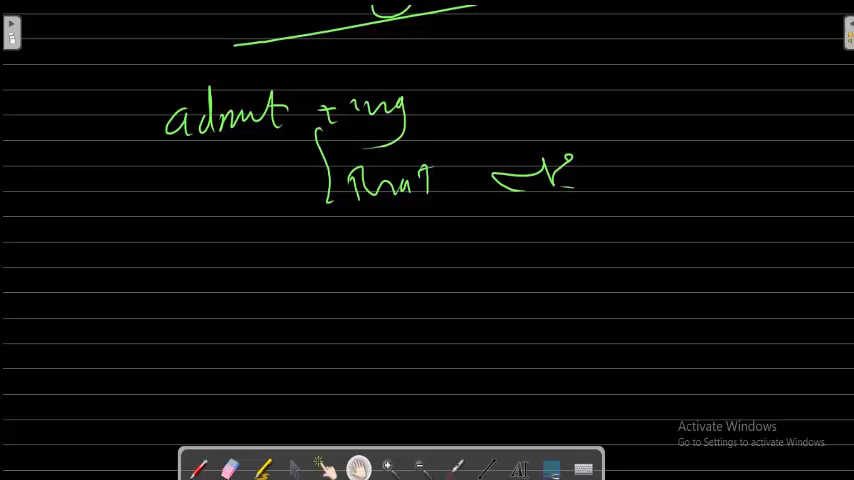 admit + ing
that
Activate Windows
Go to Settings to activate Windows.